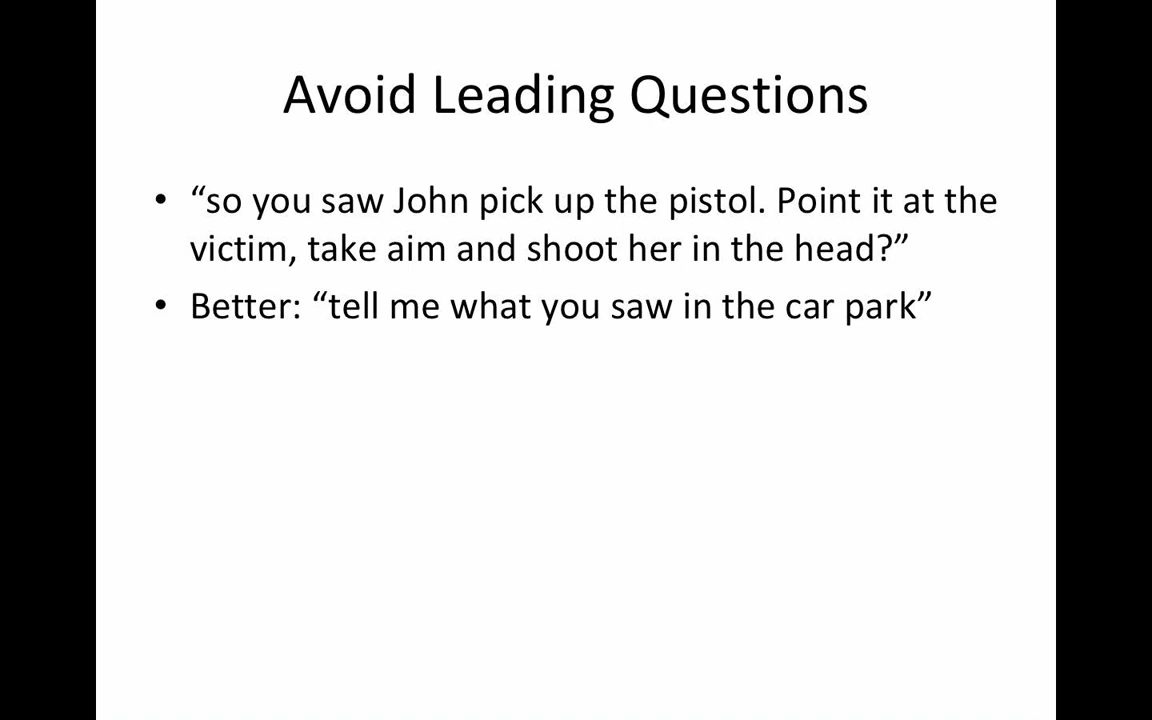 Avoid Leading Questions
• “so you saw John pick up the pistol. Point it at the
victim, take aim and shoot her in the head?”
• Better: “tell me what you saw in the car park”